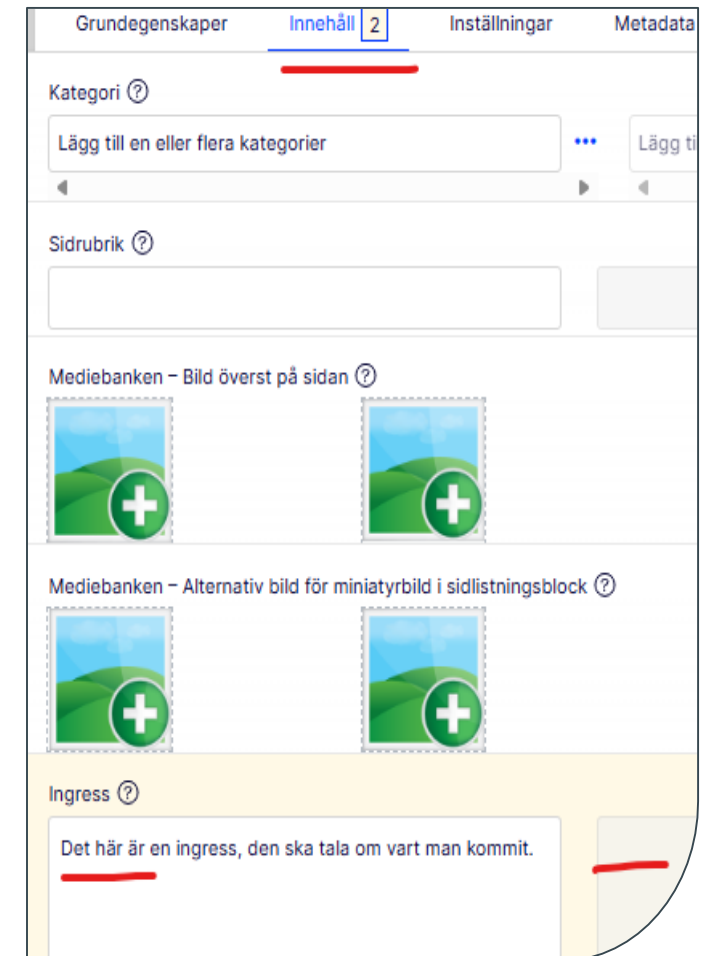 Grundegenskaper Innehåll 2 Inställningar Metadata
Kategori ?
Lägg till en eller flera kategorier ••• Lägg
Sidrubrik ?
Mediebanken – Bild överst på sidan ?
Mediebanken – Alternativ bild för miniatyrbild i sidlistningsblock ?
Ingress ?
Det här är en ingress, den ska tala om vart man kommit.